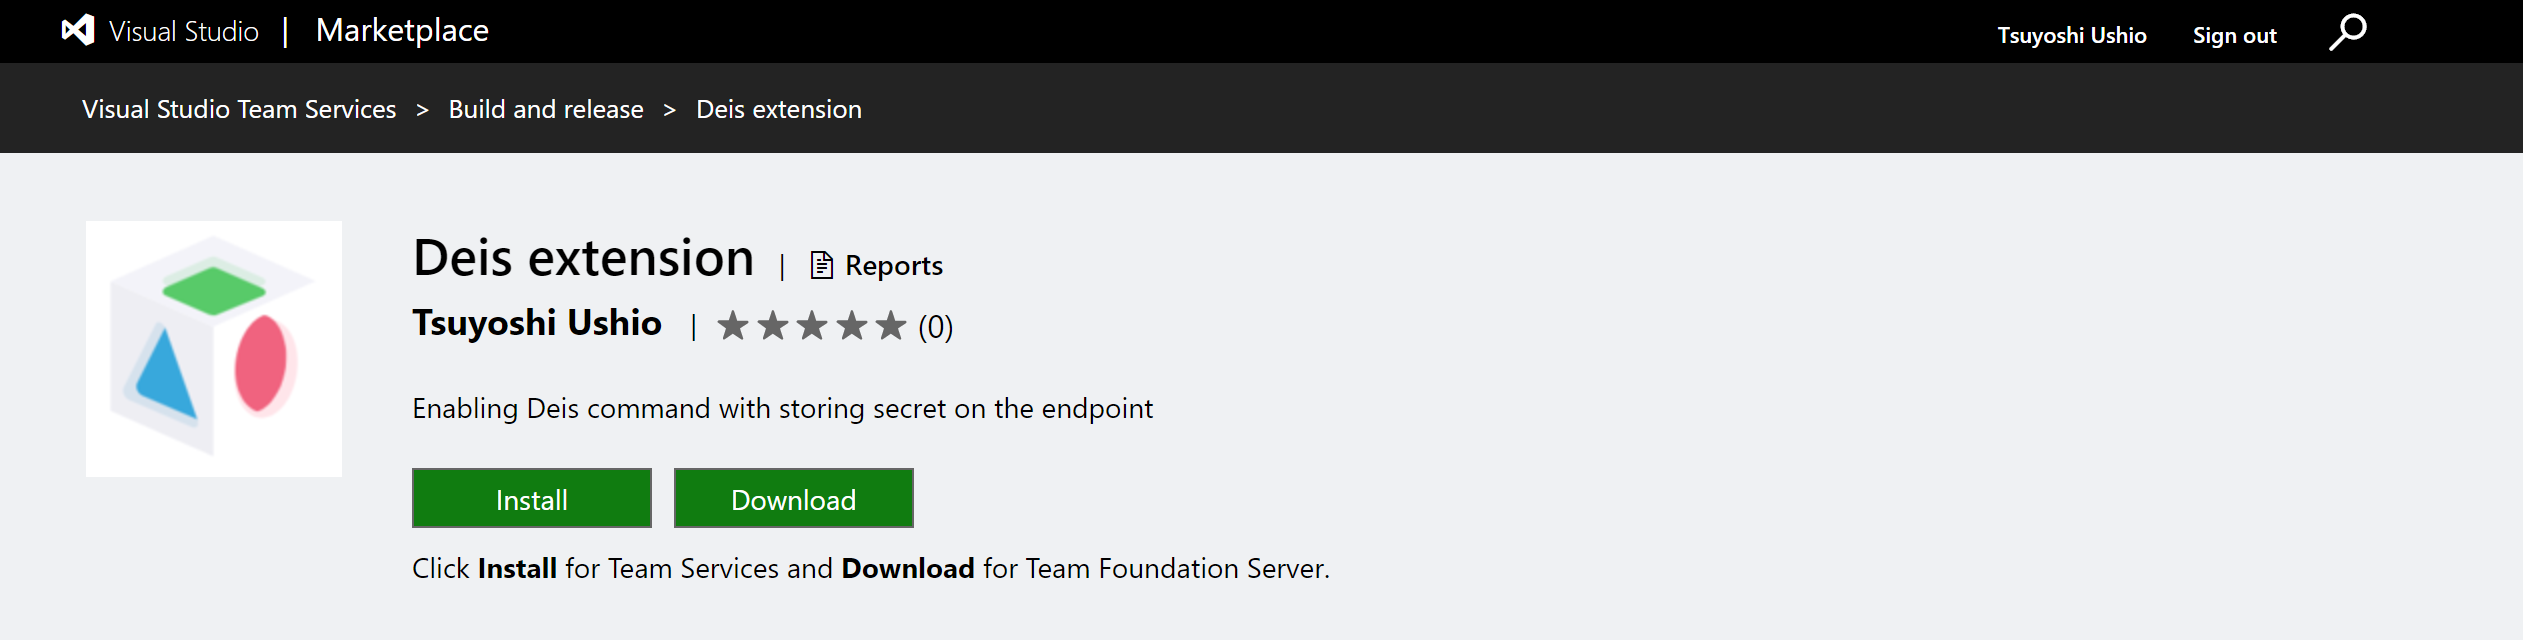 Visual Studio | Marketplace
Tsuyoshi Ushio Sign out
Visual Studio Team Services > Build and release > Deis extension
Deis extension | Reports
Tsuyoshi Ushio | ★★★★★ (0)
Enabling Deis command with storing secret on the endpoint
Install Download
Click Install for Team Services and Download for Team Foundation Server.